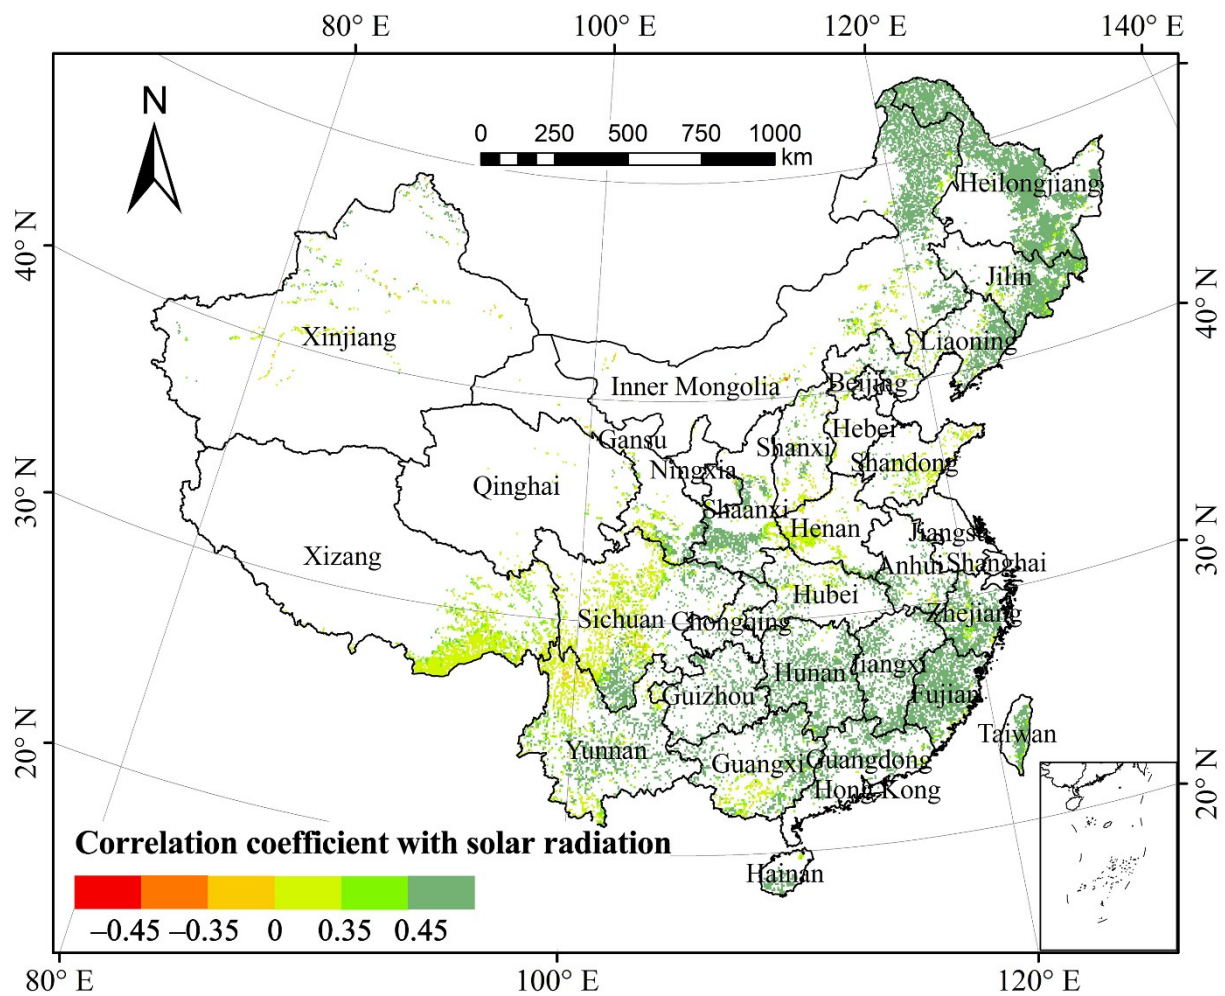 80° E 100° E 120° E 140° E
N
0 250 500 750 1000
km
Heilongjiang
40° N
Jilin
40° N
Xinjiang
Liaoning
Inner Mongolia
Beijing
Hebei
Gansu
Shanxi
Ningxia
Shandong
Qinghai
30° N
Shaanxi
Henan
Jiangsu
30° N
Xizang
Anhui
Shanghai
Hubei
Sichuan
Chongqing
Zhejiang
Hunan
Jiangxi
Guizhou
Fujian
Taiwan
20° N
Yunnan
Guangxi
Guangdong
20° N
Hong Kong
Correlation coefficient with solar radiation
Hainan
−0.45 −0.35 0 0.35 0.45
80° E 100° E 120° E